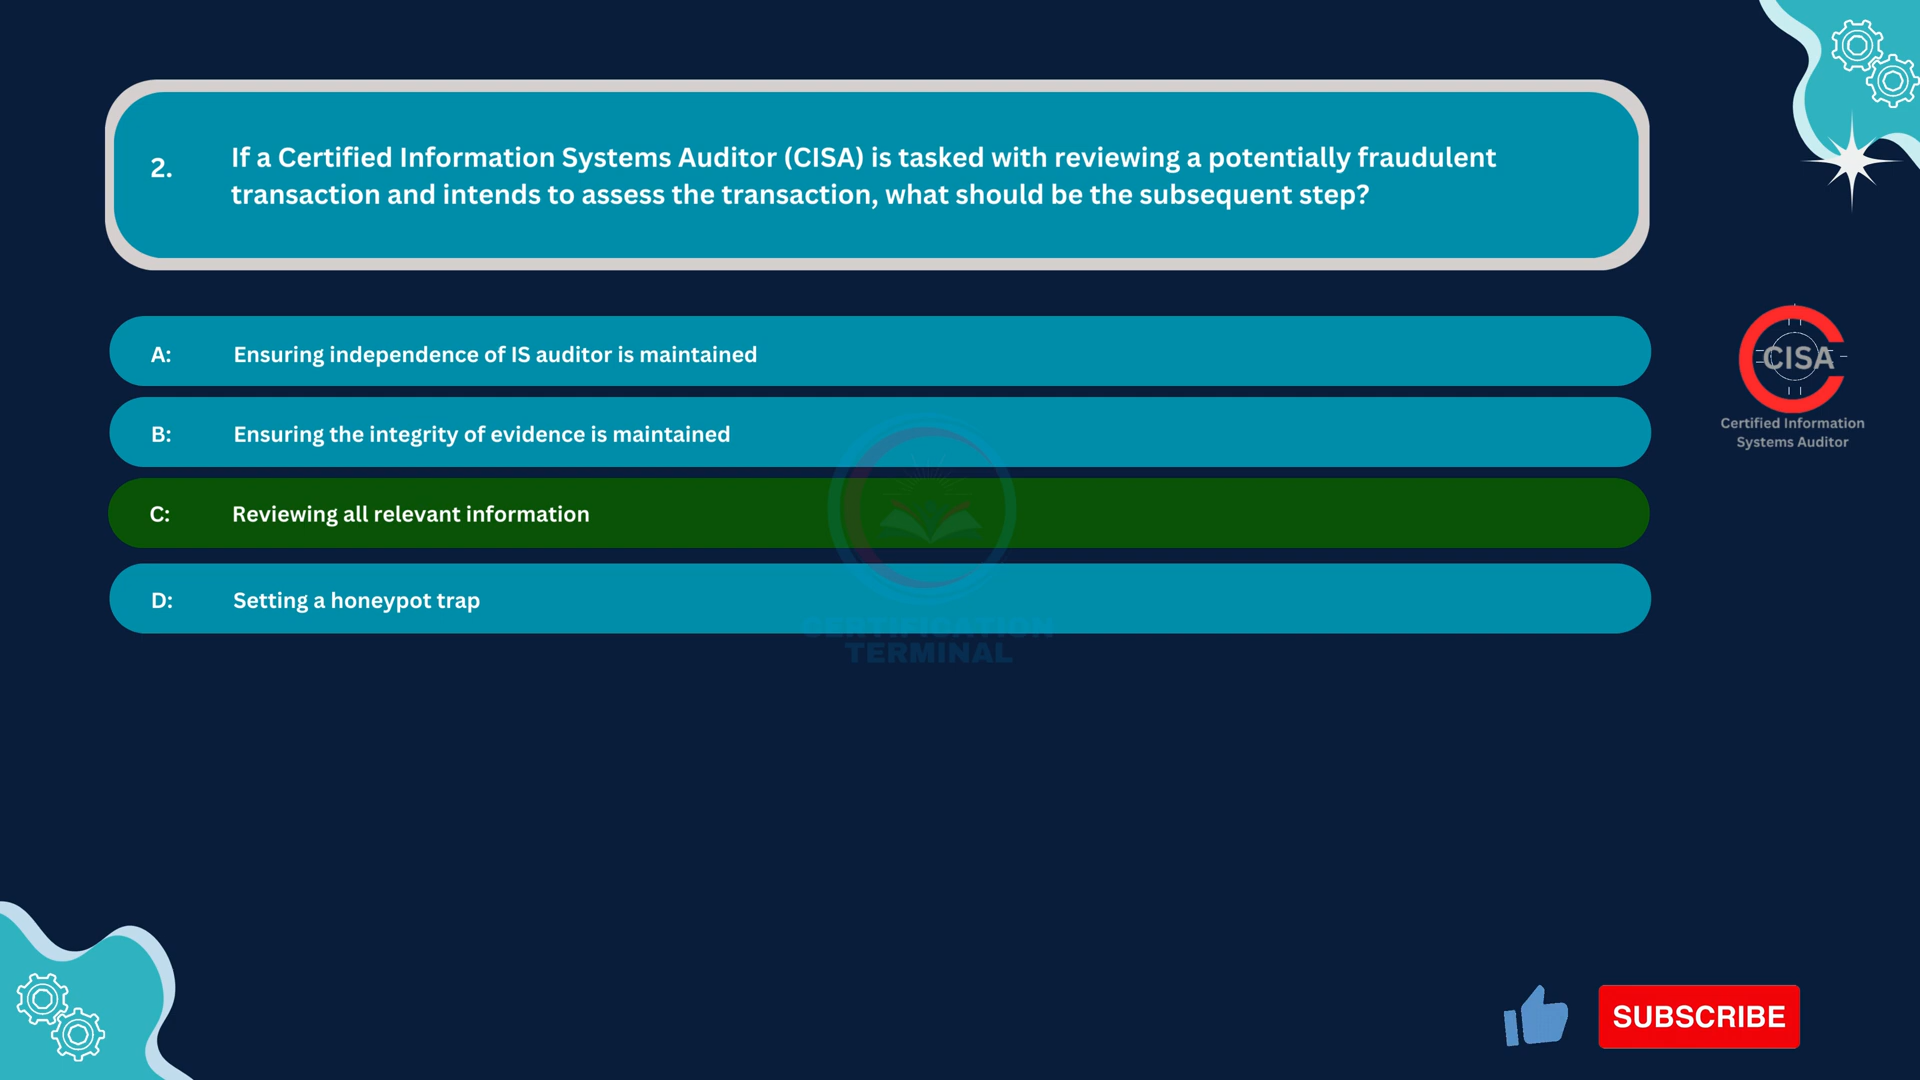 2.
If a Certified Information Systems Auditor (CISA) is tasked with reviewing a potentially fraudulent
transaction and intends to assess the transaction, what should be the subsequent step?
A: Ensuring independence of IS auditor is maintained
B: Ensuring the integrity of evidence is maintained
C: Reviewing all relevant information
D: Setting a honeypot trap
CERTIFICATION
TERMINAL
CISA
Certified Information
Systems Auditor
SUBSCRIBE